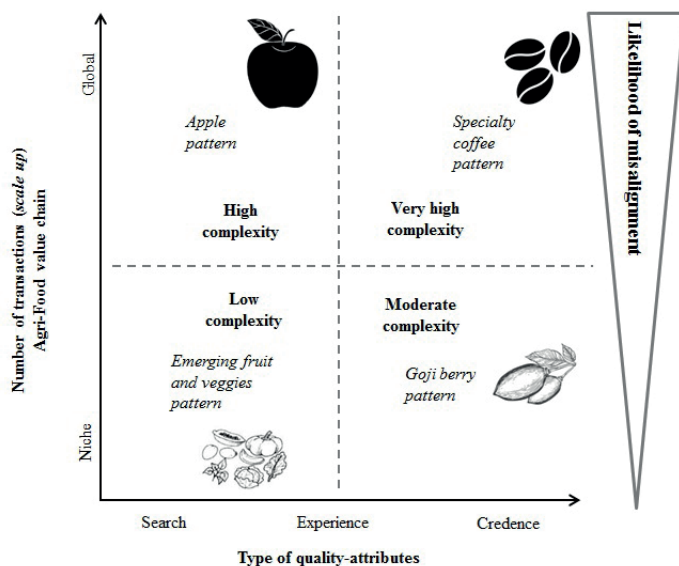 Number of transactions (scale up)
Agri-Food value chain
Global
Niche
Apple
pattern
Specialty
coffee
pattern
High
complexity
Very high
complexity
Low
complexity
Moderate
complexity
Emerging fruit
and veggies
pattern
Goji berry
pattern
Search
Experience
Credence
Type of quality-attributes
Likelihood of misalignment